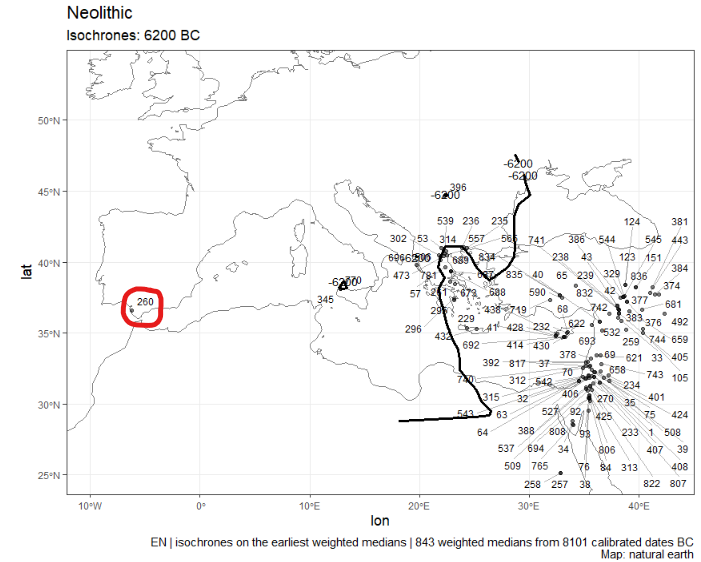 Neolithic
Isochrones: 6200 BC
50°N
45°N
40°N
35°N
30°N
25°N
lat
-6200
-6200
396
-6200
539 236 235
124 381
302 53 314 557 565 741 386 544 545 443
834 238 43 123 151
-6200 689 384
473 781 835 40 65 239 329 836
-6200 770
57 261 673 688 590 832 42 377 374
260 345
295 438 719 68 742 681
296 432 229 41 428 232 622 532 383 376 492
692 414 430 693 259 744 659
392 817 37 378 69 621 33 405
740 312 542 70 658 743 105
315 32 406 234 401
543 63 527 92 270 35
64 388 808 93 425 75 424
537 694 34 806 233 1 508
509 765 76 84 313 407 39
408
258 257 38 822 807
10°W 0° 10°E 20°E 30°E 40°E
lon
EN | isochrones on the earliest weighted medians | 843 weighted medians from 8101 calibrated dates BC
Map: natural earth